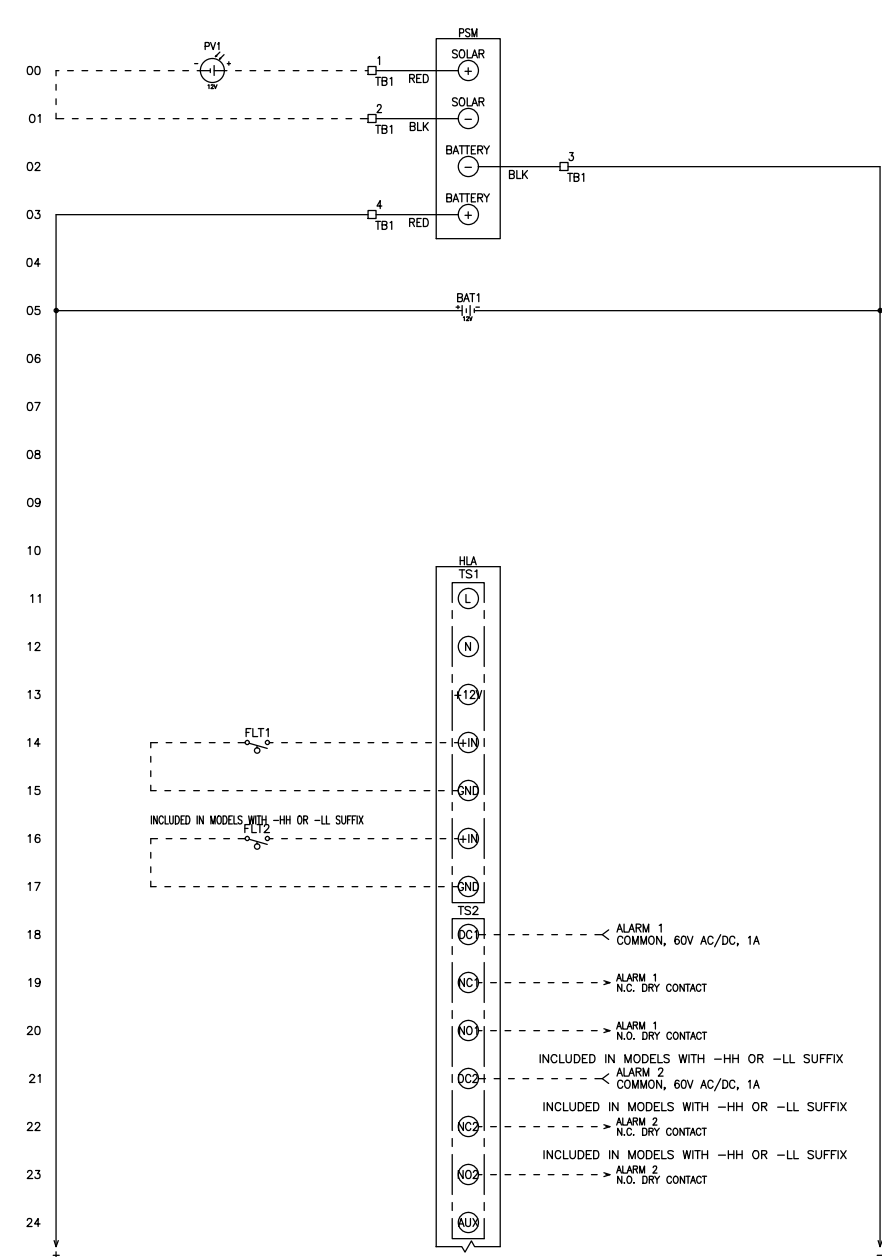 PSM
PV1
SOLAR
00 - + 1 +
12V TB1 RED
SOLAR
01 2 -
TB1 BLK
BATTERY
02 - 3
BLK TB1
BATTERY
03 4 +
TB1 RED
04
BAT1
05 + -
12V
06
07
08
09
10
HLA
TS1
11 L
12 N
13 +12V
FLT1
14 +IN
15 GND
INCLUDED IN MODELS WITH -HH OR -LL SUFFIX
FLT2
16 +IN
17 GND
TS2
18 OC1 ALARM 1
COMMON, 60V AC/DC, 1A
19 NC1 ALARM 1
N.C. DRY CONTACT
20 NO1 ALARM 1
N.O. DRY CONTACT
INCLUDED IN MODELS WITH -HH OR -LL SUFFIX
21 OC2 ALARM 2
COMMON, 60V AC/DC, 1A
INCLUDED IN MODELS WITH -HH OR -LL SUFFIX
22 NC2 ALARM 2
N.C. DRY CONTACT
INCLUDED IN MODELS WITH -HH OR -LL SUFFIX
23 NO2 ALARM 2
N.O. DRY CONTACT
24 AUX
+ -